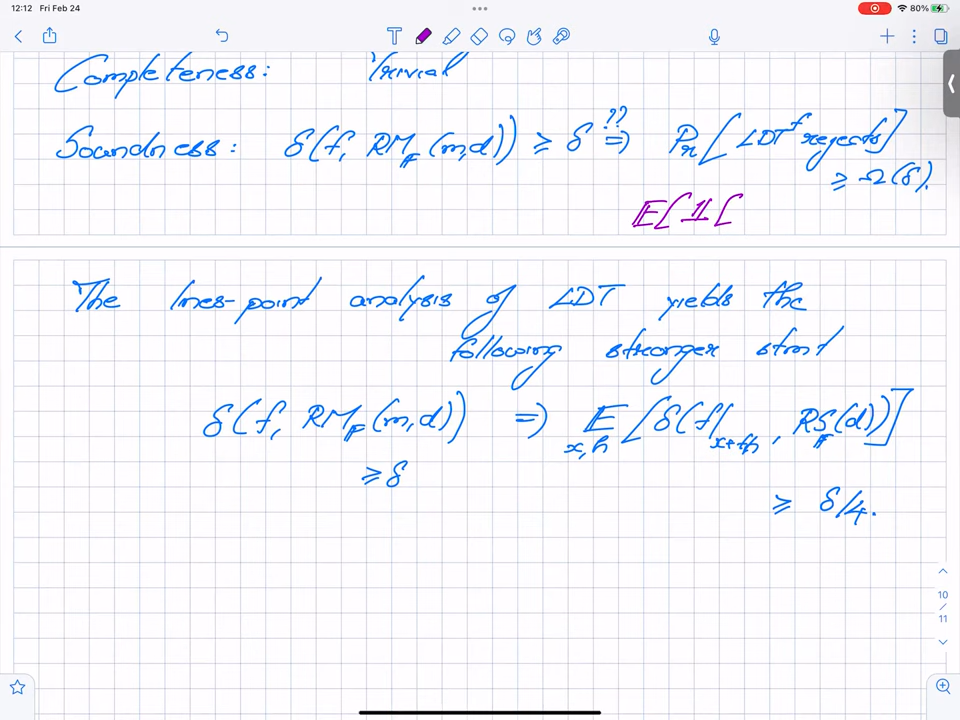 12:12 Fri Feb 24
80%
Completeness: Trivial
Soundness: δ(f, RM_F(m,d)) ≥ δ ⇒ ?? Pr[LDT^f rejects]
≥ Ω(δ).
𝔼[𝟙[
The lines-point analysis of LDT yields the
following stronger stmt
δ(f, RM_F(m,d)) ⇒ 𝔼_{x,h}[δ(f|_{x+th}, RS_F(d))]
≥ δ
≥ δ/4.
10
/
11